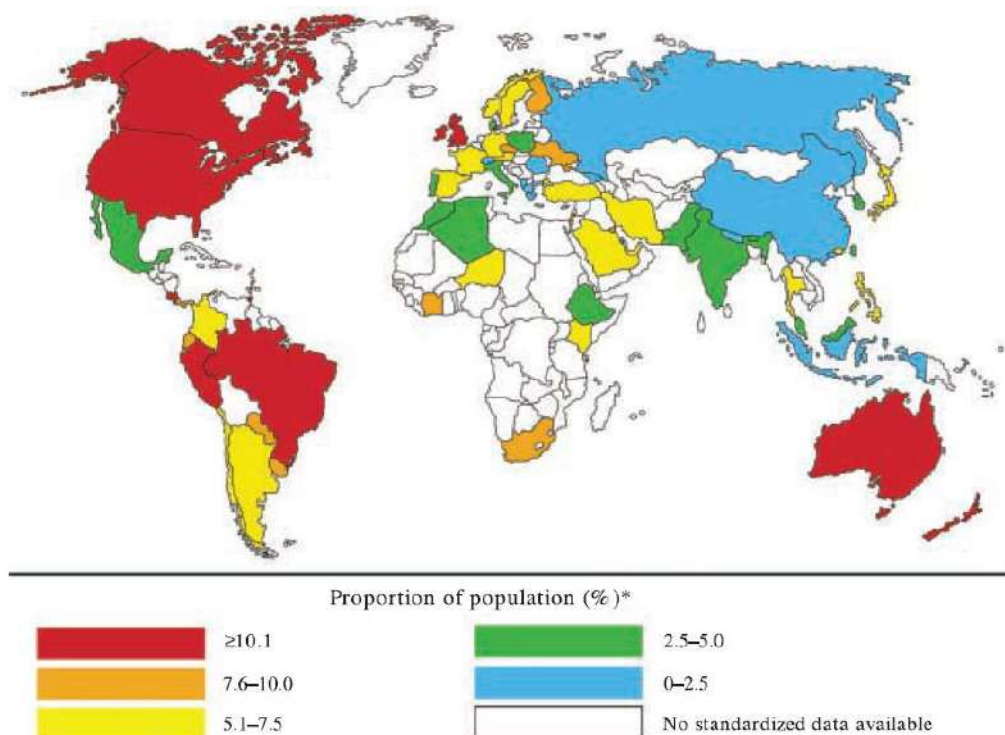 Proportion of population (%)*
≥10.1
2.5–5.0
7.6–10.0
0–2.5
5.1–7.5
No standardized data available